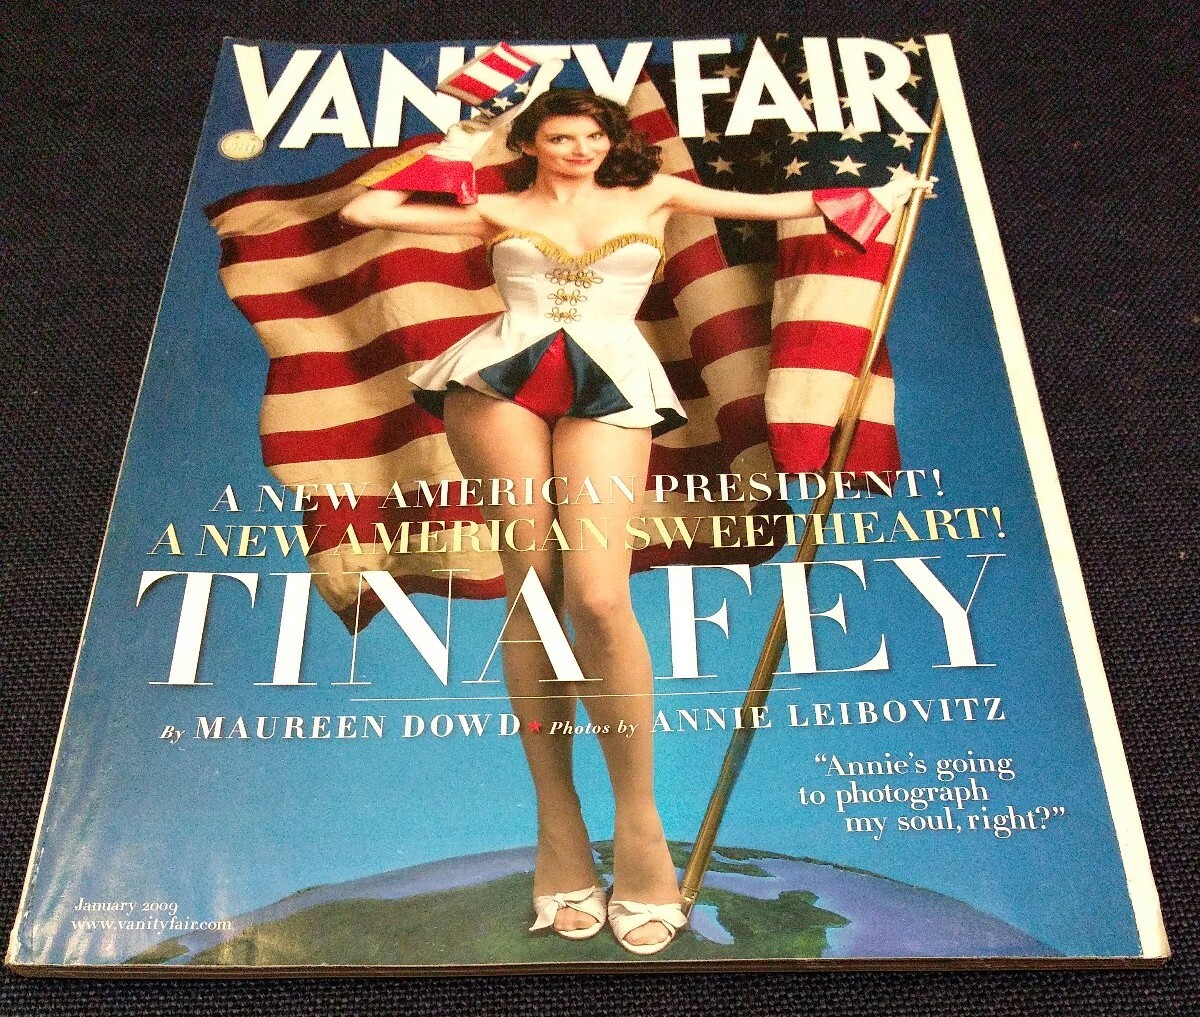 VANITY FAIR
A NEW AMERICAN PRESIDENT!
A NEW AMERICAN SWEETHEART!
TINA FEY
By MAUREEN DOWD ★ Photos by ANNIE LEIBOVITZ
“Annie’s going
to photograph
my soul, right?”
January 2009
www.vanityfair.com